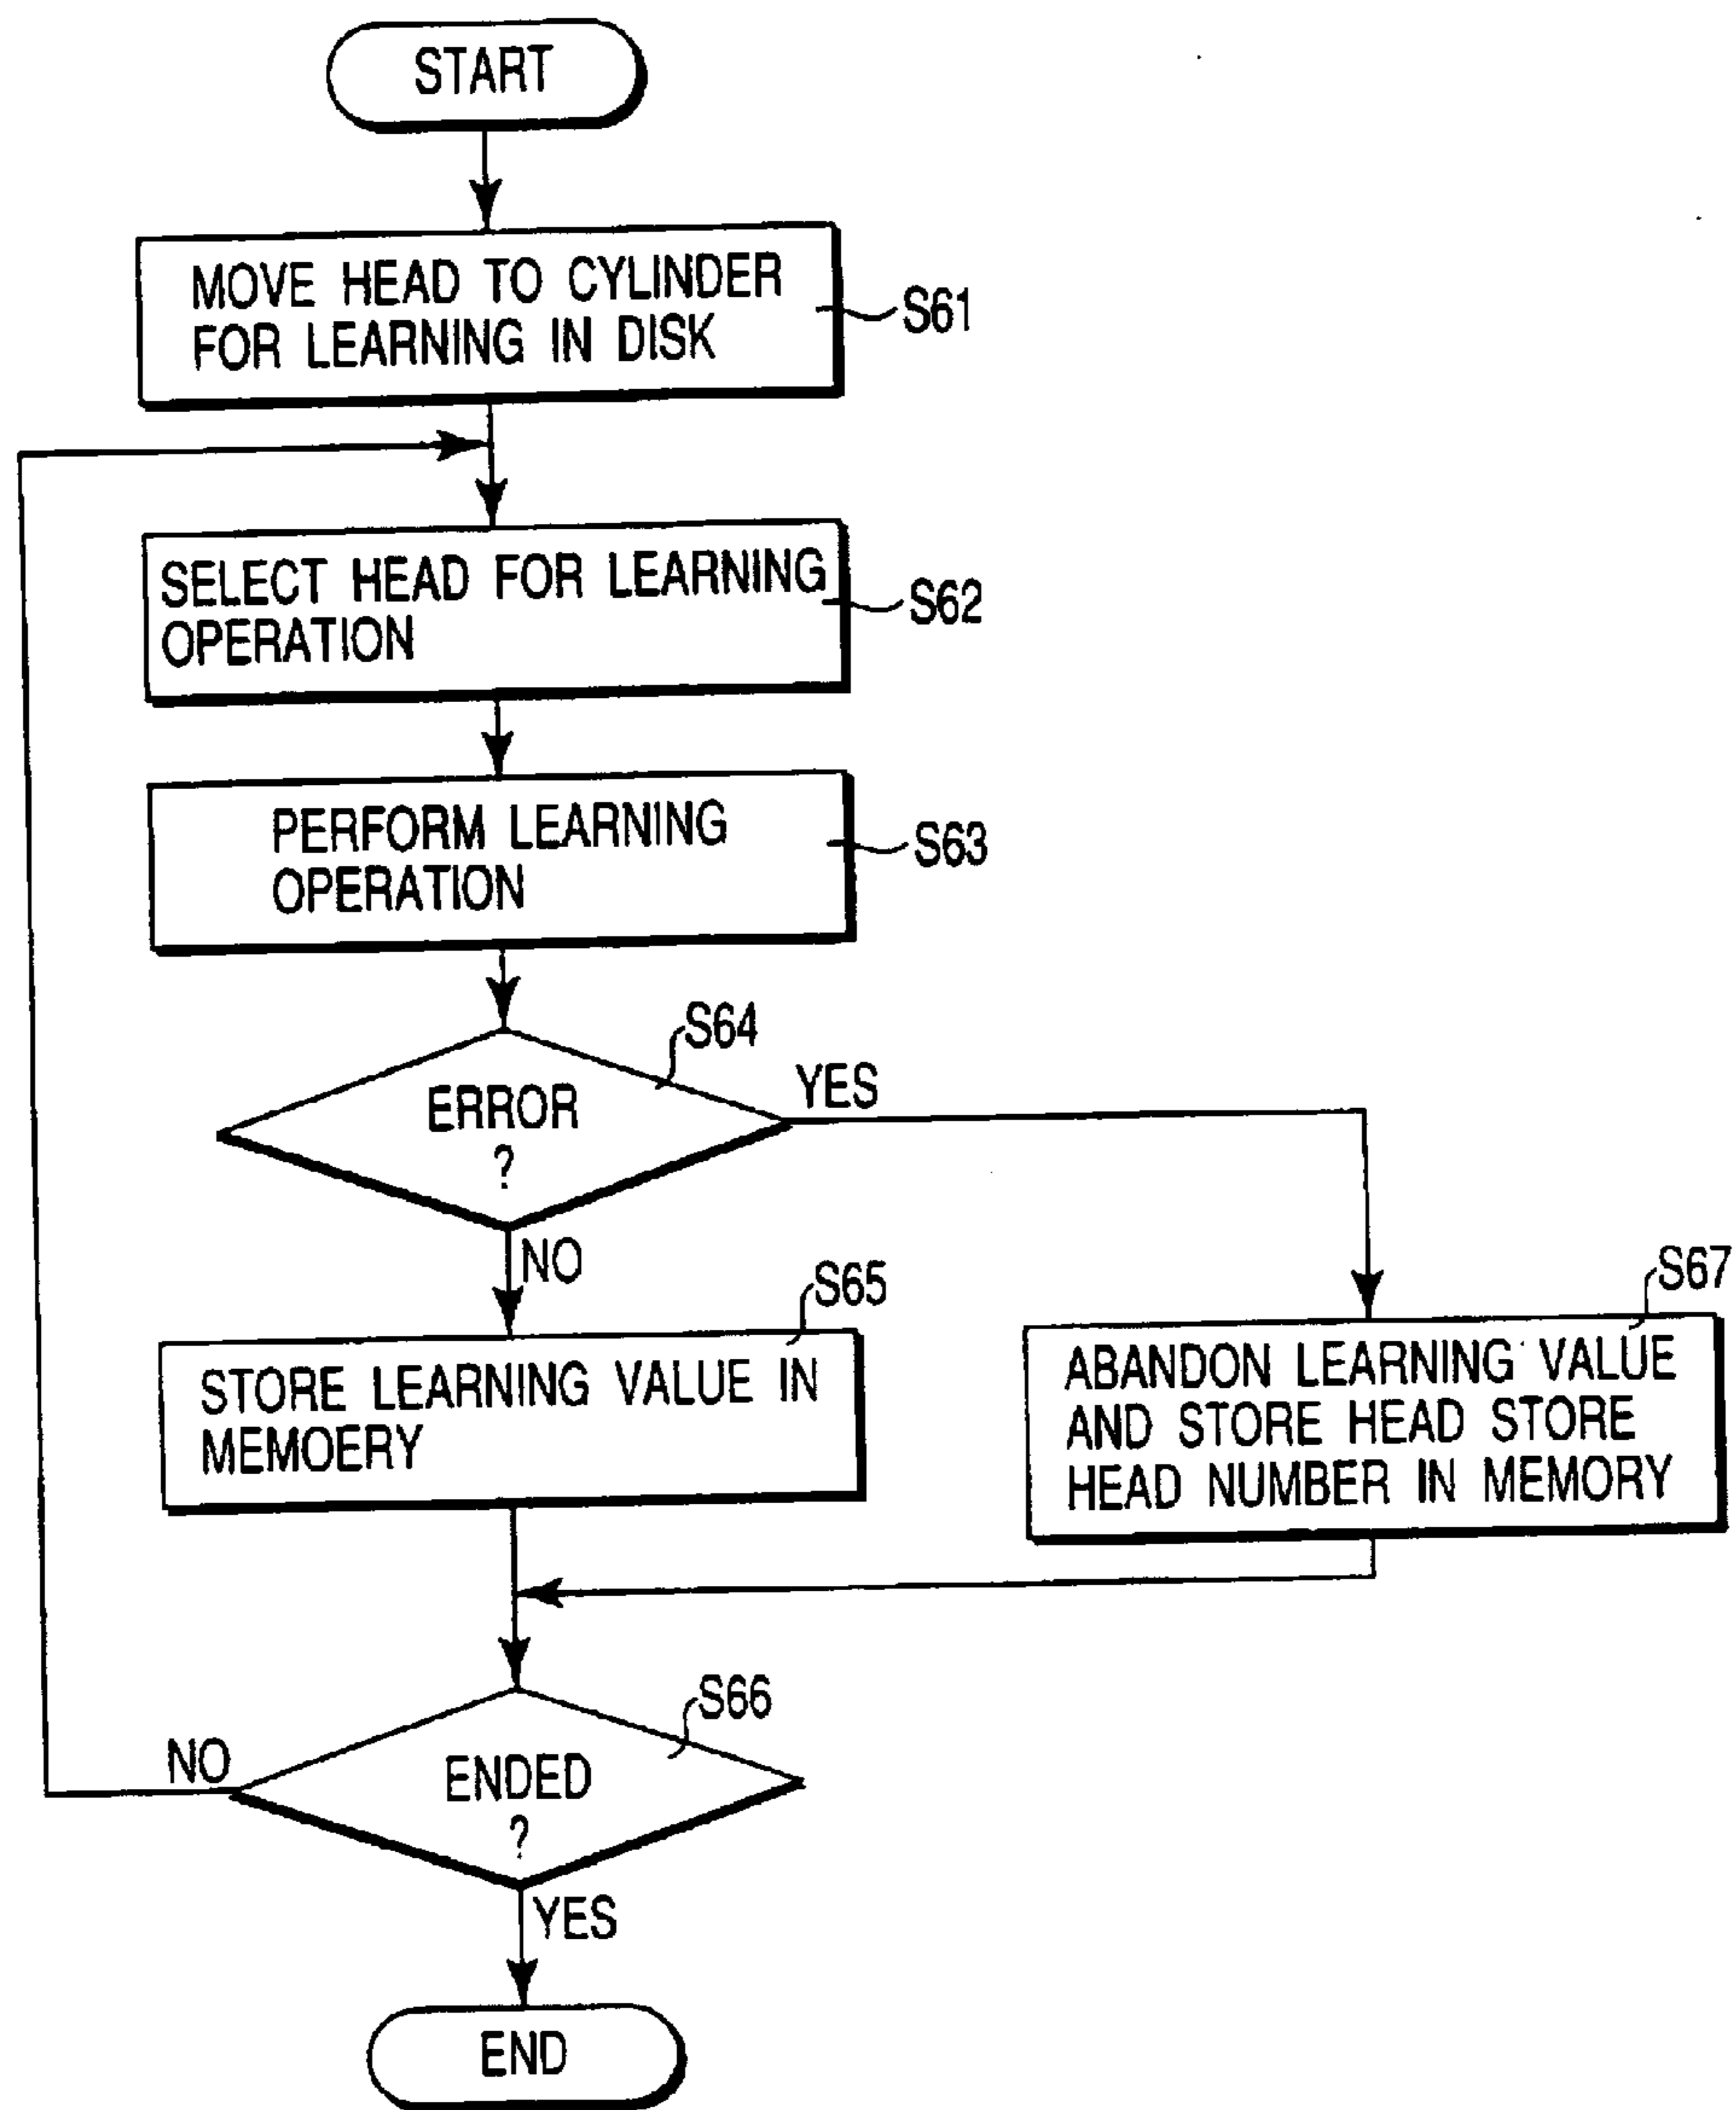 START
MOVE HEAD TO CYLINDER
FOR LEARNING IN DISK
S61
SELECT HEAD FOR LEARNING
OPERATION
S62
PERFORM LEARNING
OPERATION
S63
S64
ERROR
?
YES
NO
S65
STORE LEARNING VALUE IN
MEMOERY
S67
ABANDON LEARNING VALUE
AND STORE HEAD STORE
HEAD NUMBER IN MEMORY
S66
ENDED
?
NO
YES
END